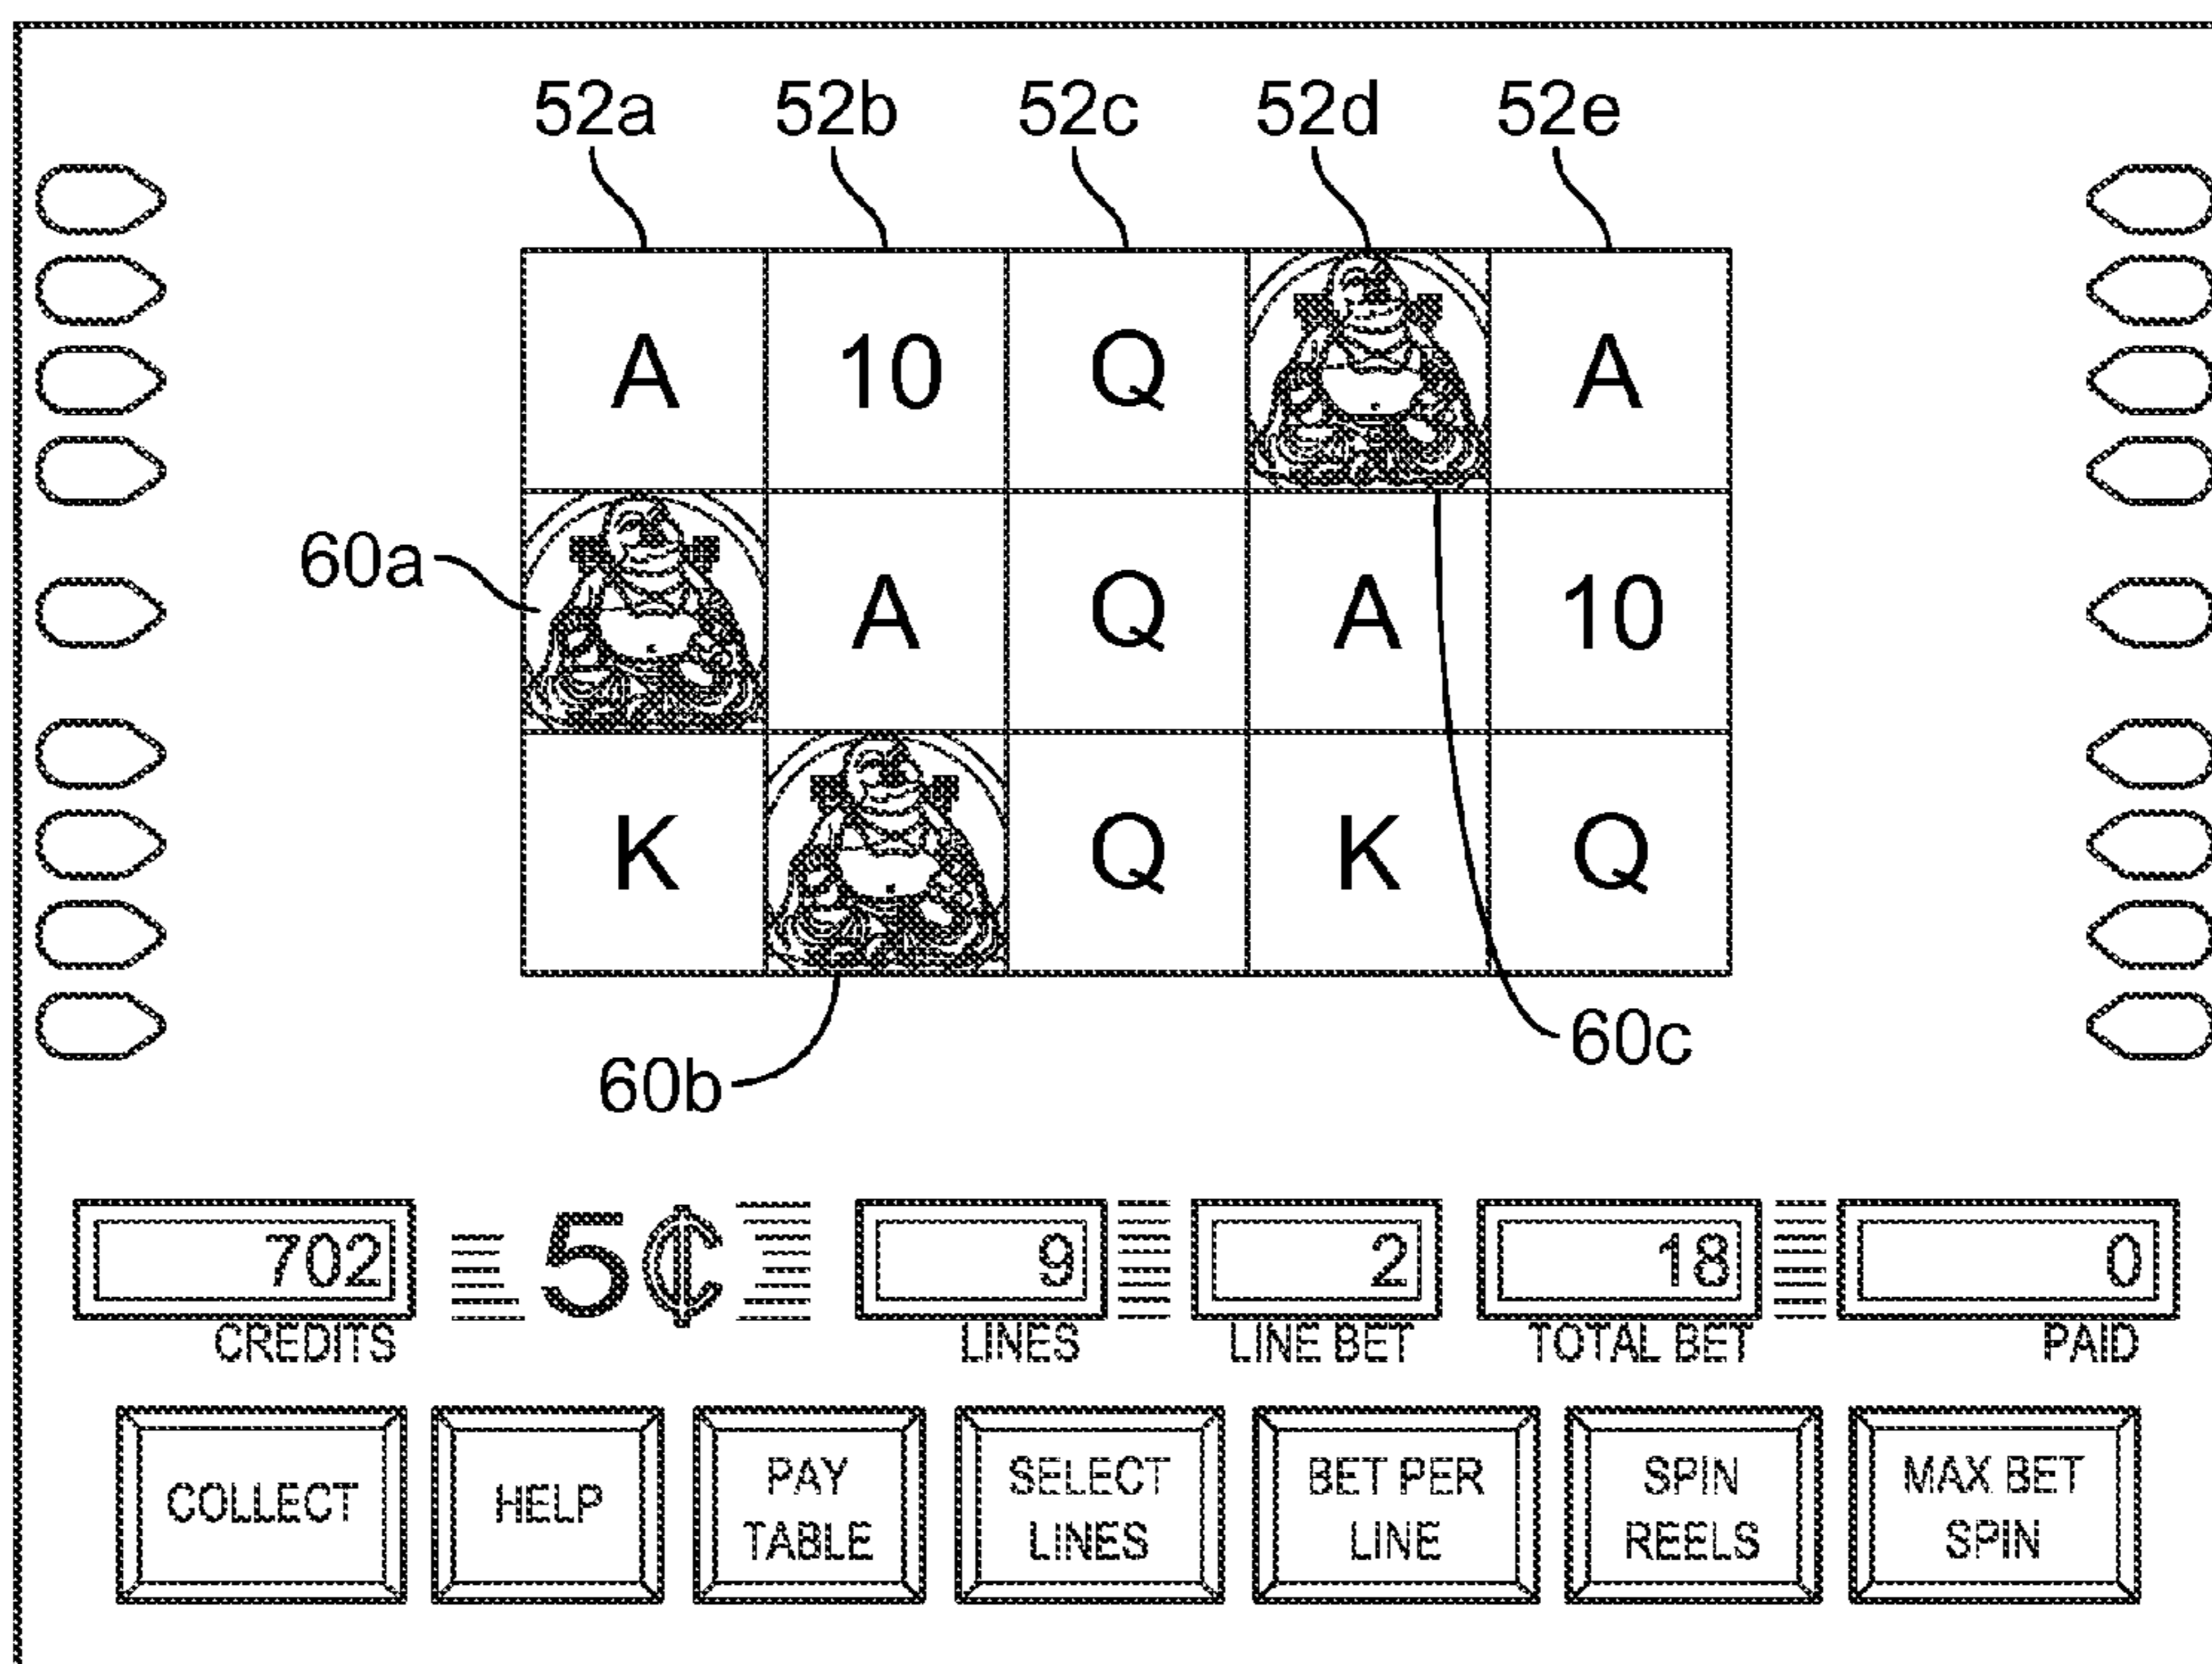 52a 52b 52c 52d 52e
A 10 Q A
60a A Q A 10
K Q K Q
60b 60c
702 5¢ 9 2 18 0
CREDITS LINES LINE BET TOTAL BET PAID
COLLECT HELP PAY TABLE SELECT LINES BET PER LINE SPIN REELS MAX BET SPIN